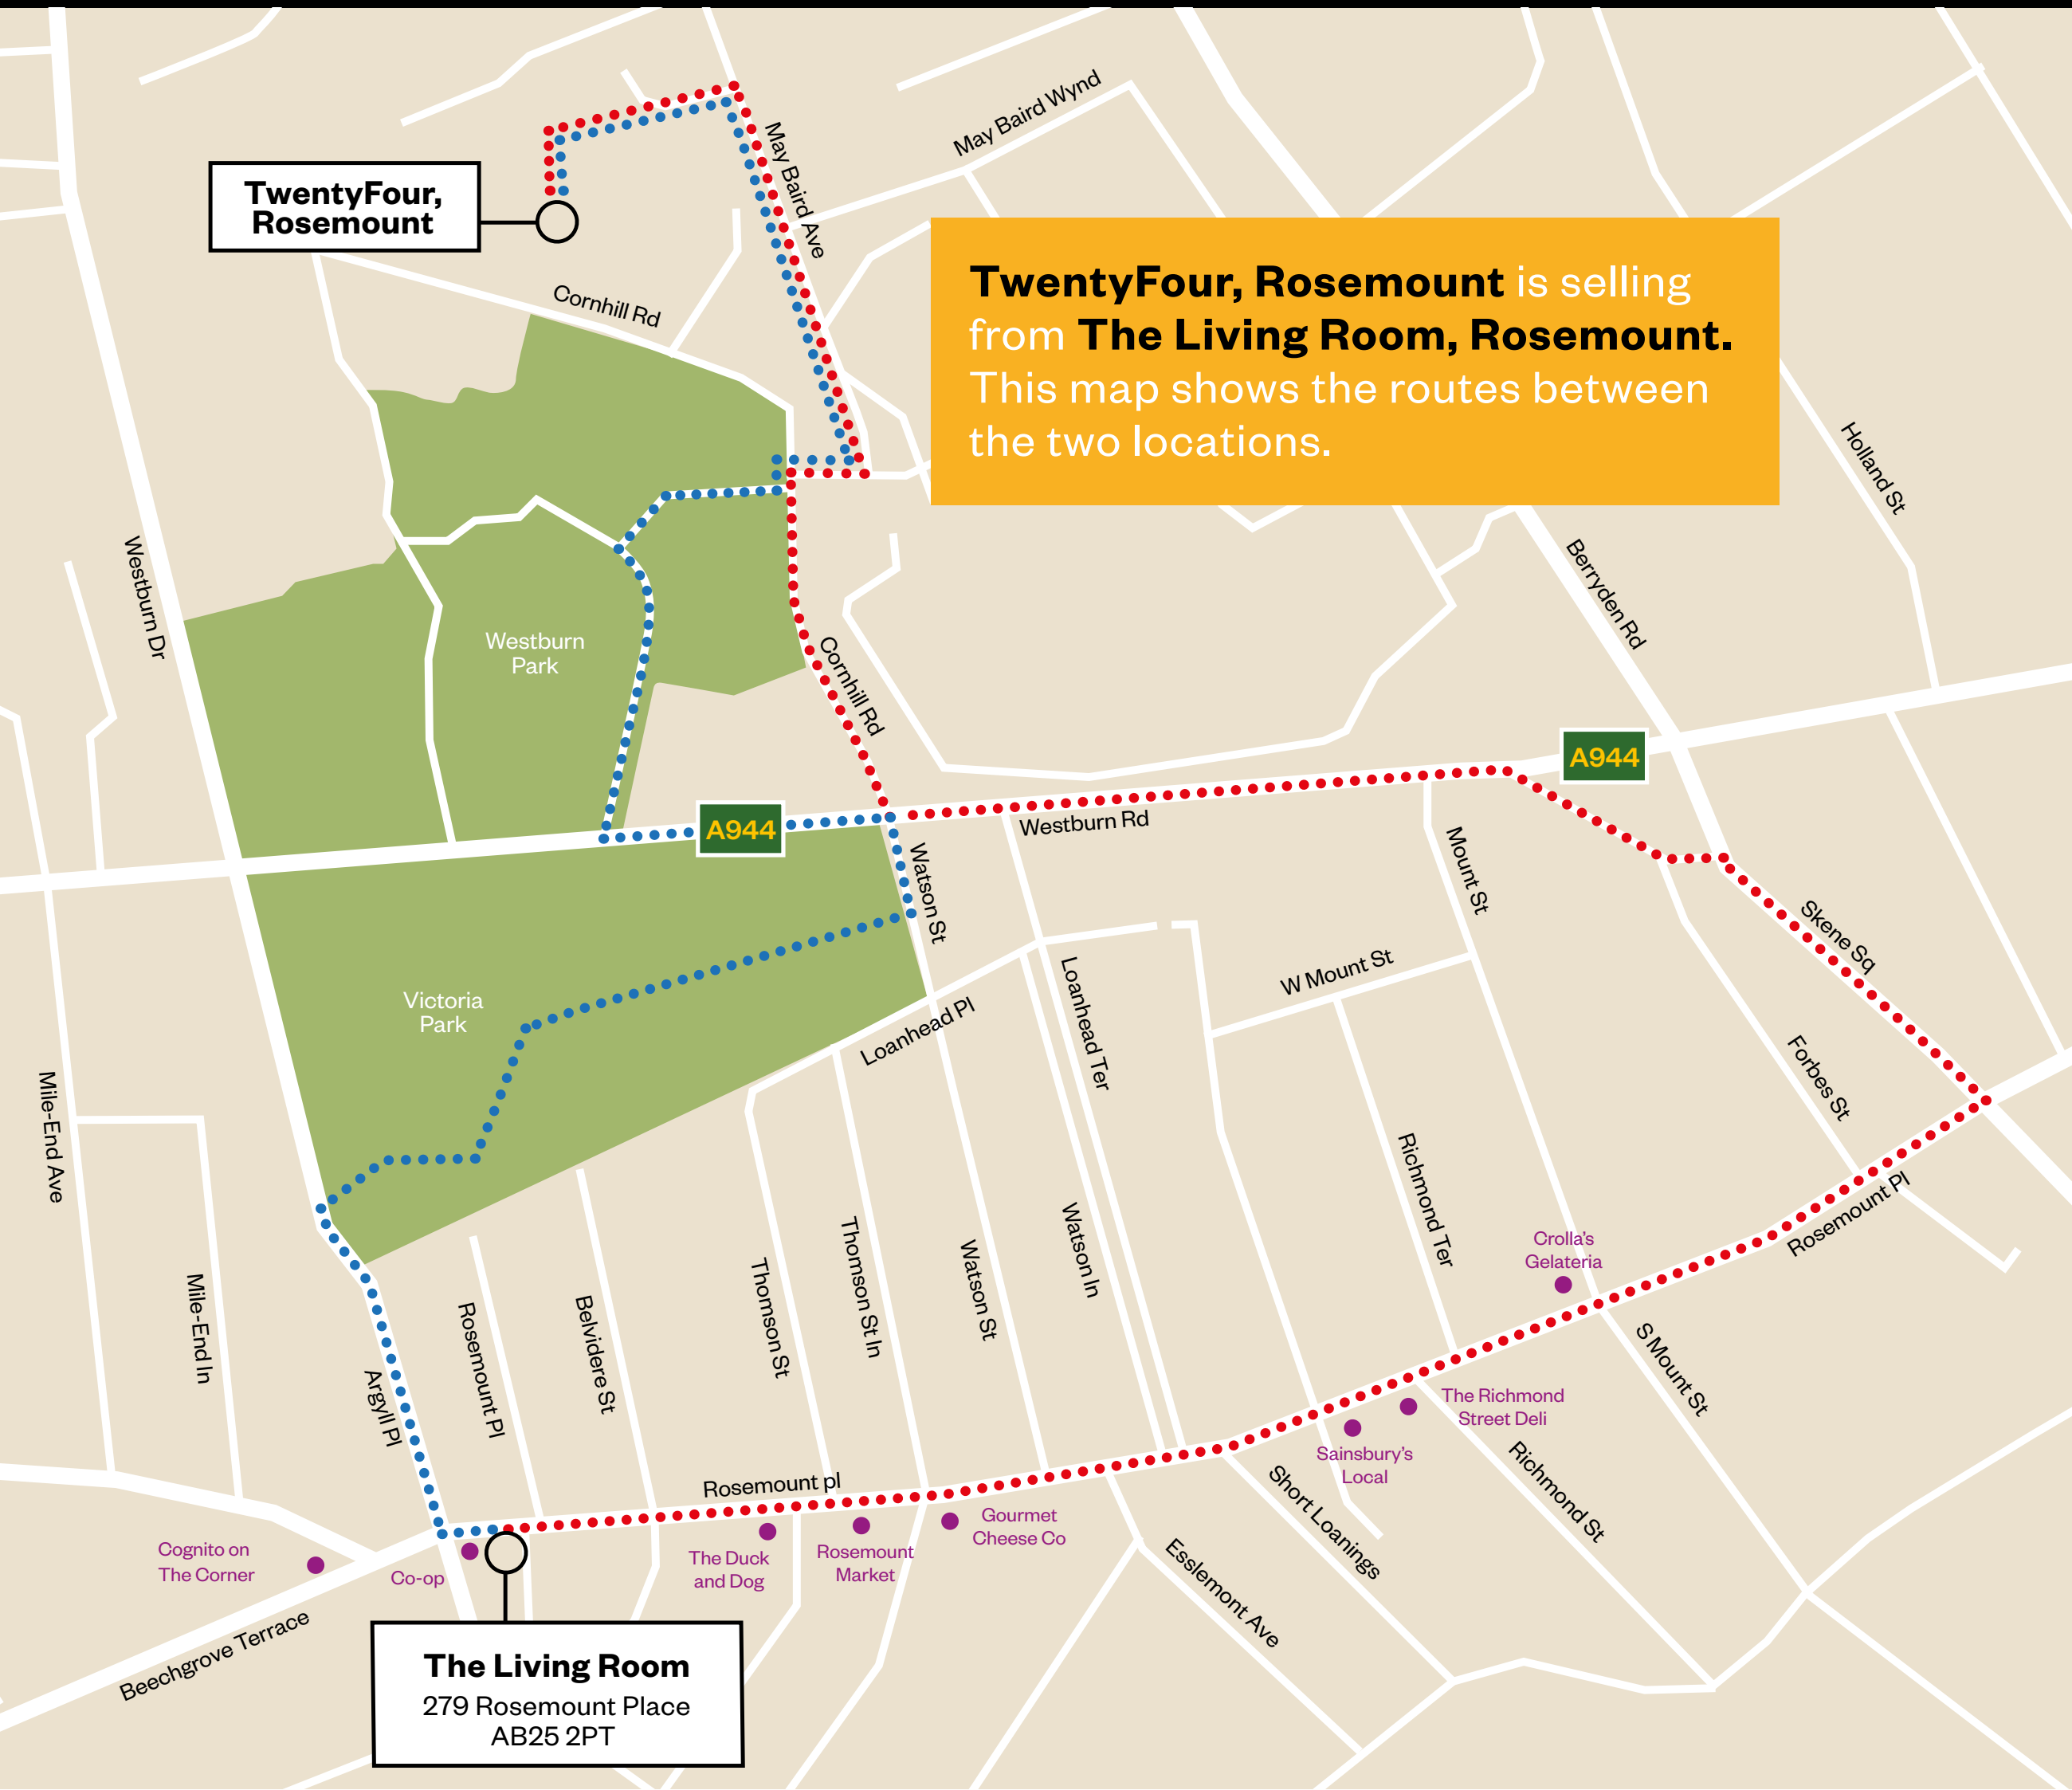 May Baird Wynd
May Baird Ave
TwentyFour,
Rosemount
Cornhill Rd
TwentyFour, Rosemount is selling
from The Living Room, Rosemount.
This map shows the routes between
the two locations.
Holland St
Westburn Dr
Berryden Rd
Westburn
Park
Cornhill Rd
A944
A944
Westburn Rd
Watson St
Mount St
Skene Sq
W Mount St
Loanhead Ter
Victoria
Park
Loanhead Pl
Forbes St
Mile-End Ave
Richmond Ter
Rosemount Pl
Watson ln
Thomson St ln
Watson St
Thomson St
Crolla's
Gelateria
Mile-End ln
Rosemount Pl
Belvidere St
S Mount St
Argyll Pl
The Richmond
Street Deli
Sainsbury's
Local
Richmond St
Short Loanings
Rosemount pl
Gourmet
Cheese Co
Cognito on
The Corner
Co-op
The Duck
and Dog
Rosemount
Market
Esslemont Ave
Beechgrove Terrace
The Living Room
279 Rosemount Place
AB25 2PT